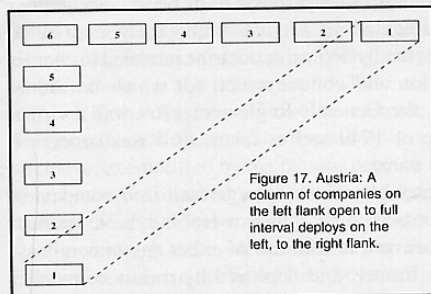 6 5 4 3 2 1
5
4
3
Figure 17. Austria: A
column of companies on
the left flank open to full
interval deploys on the
left, to the right flank.
2
1